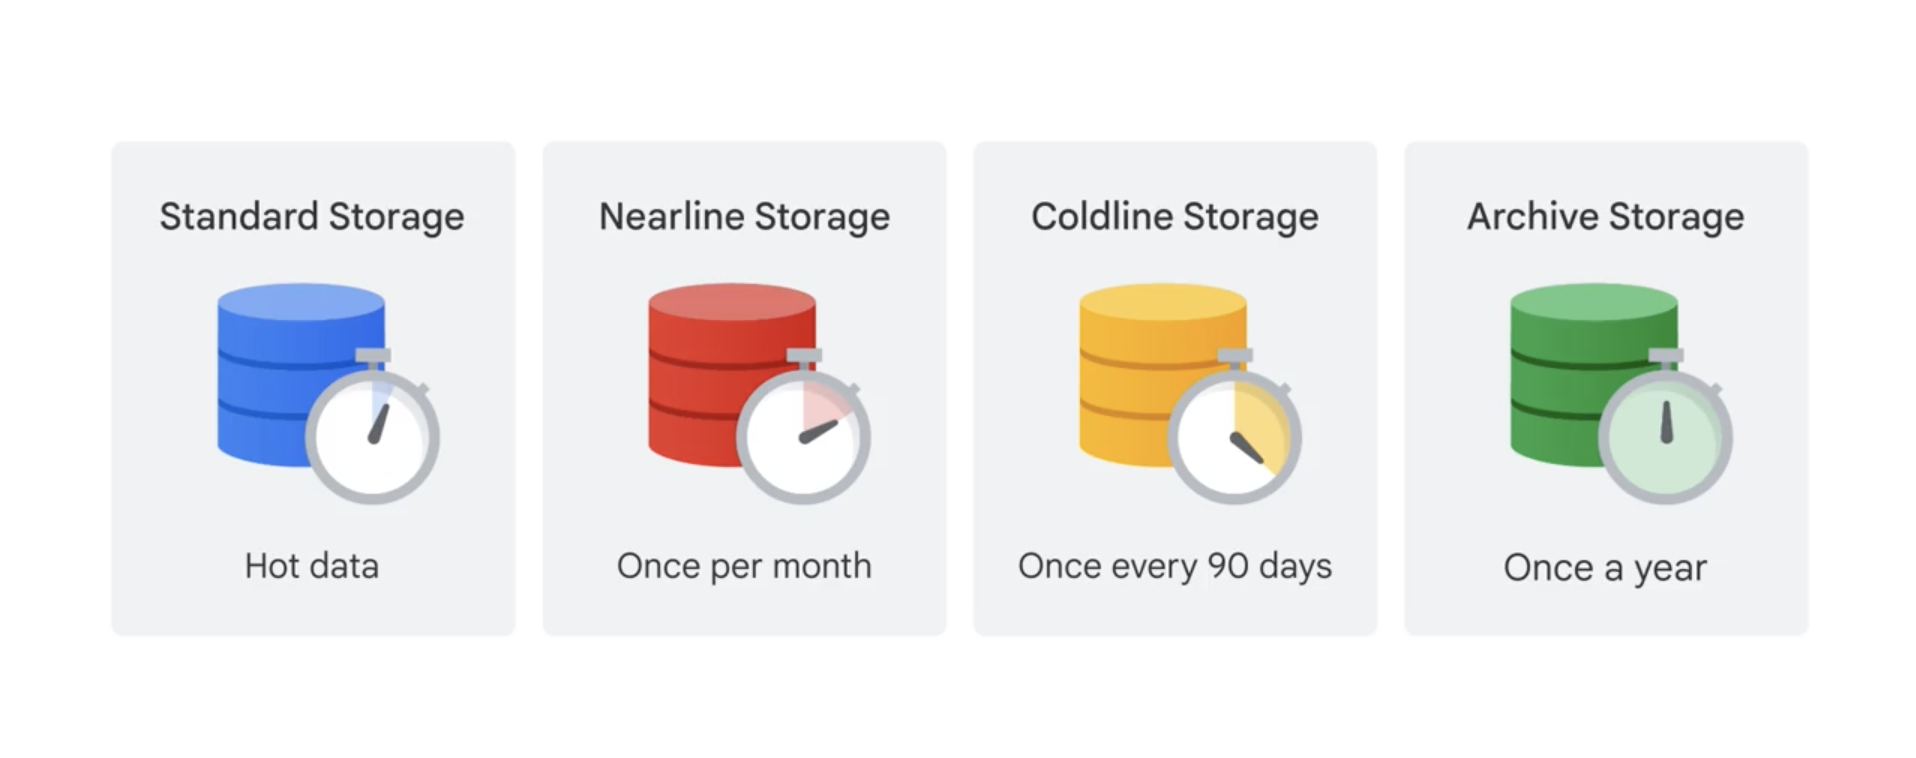 Standard Storage
Nearline Storage
Coldline Storage
Archive Storage
Hot data
Once per month
Once every 90 days
Once a year